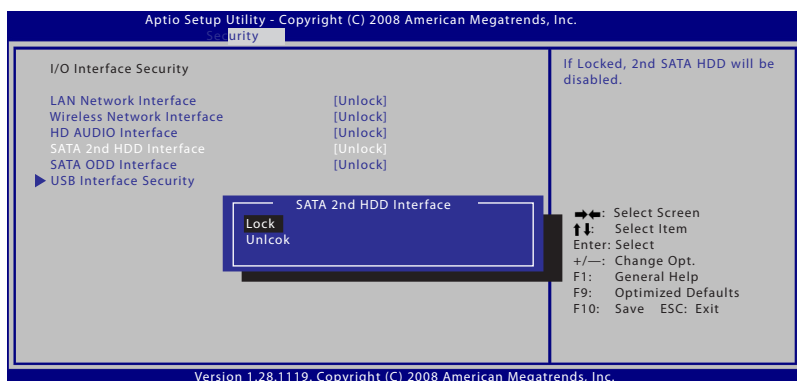 Aptio Setup Utility - Copyright (C) 2008 American Megatrends, Inc.
Security
I/O Interface Security
LAN Network Interface [Unlock]
Wireless Network Interface [Unlock]
HD AUDIO Interface [Unlock]
SATA 2nd HDD Interface [Unlock]
SATA ODD Interface [Unlock]
USB Interface Security
SATA 2nd HDD Interface
Lock
Unlcok
If Locked, 2nd SATA HDD will be
disabled.
: Select Screen
: Select Item
Enter: Select
+/—: Change Opt.
F1: General Help
F9: Optimized Defaults
F10: Save ESC: Exit
Version 1.28.1119. Copyright (C) 2008 American Megatrends, Inc.